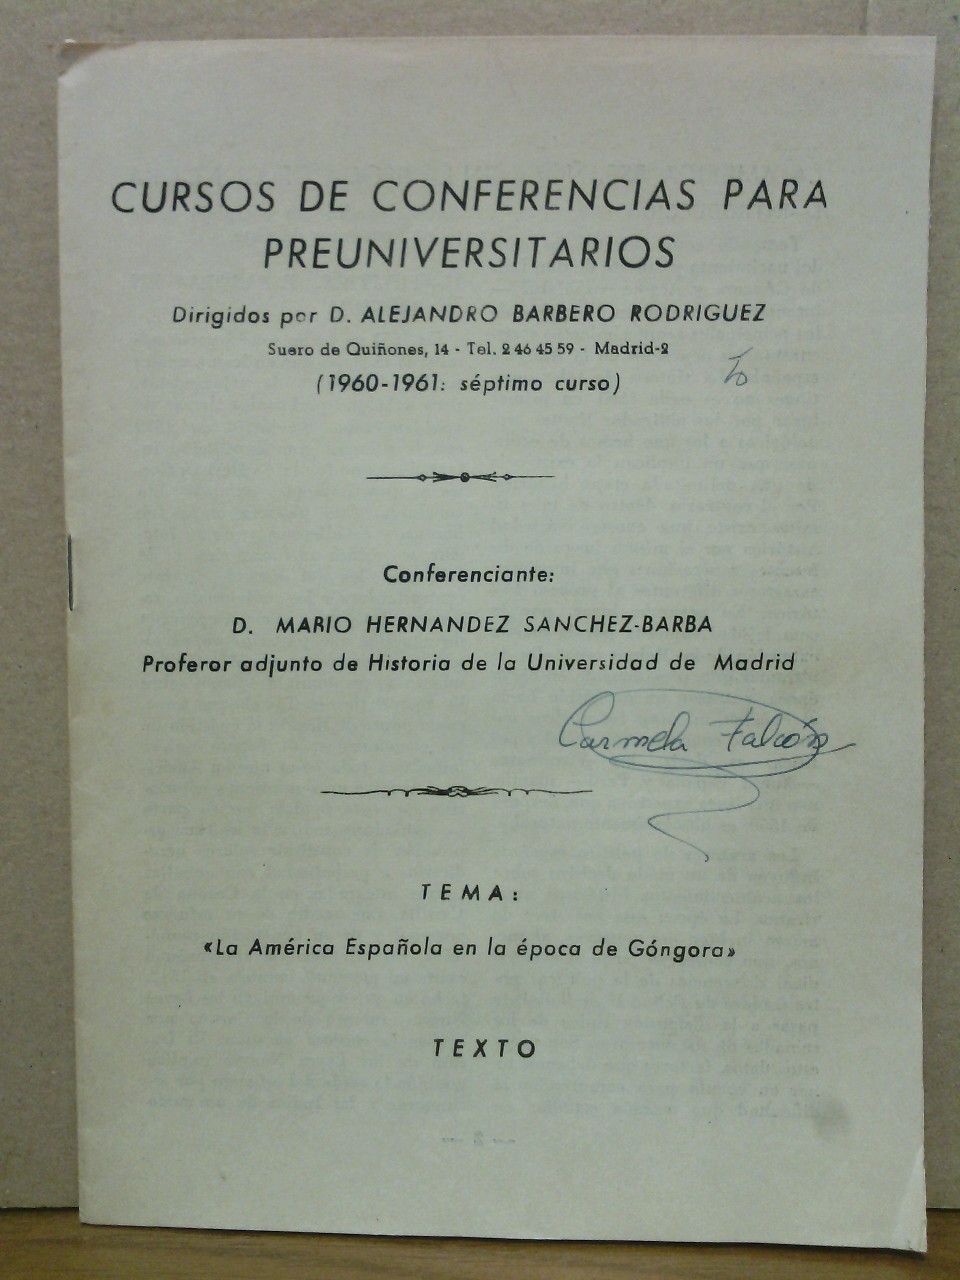 CURSOS DE CONFERENCIAS PARA
PREUNIVERSITARIOS
Dirigidos por D. ALEJANDRO BARBERO RODRIGUEZ
Suero de Quiñones, 14 - Tel. 2 46 45 59 - Madrid-2
(1960-1961: séptimo curso)
Conferenciante:
D. MARIO HERNANDEZ SANCHEZ-BARBA
Proferor adjunto de Historia de la Universidad de Madrid
Carmela Falcón
TEMA:
«La América Española en la época de Góngora»
TEXTO